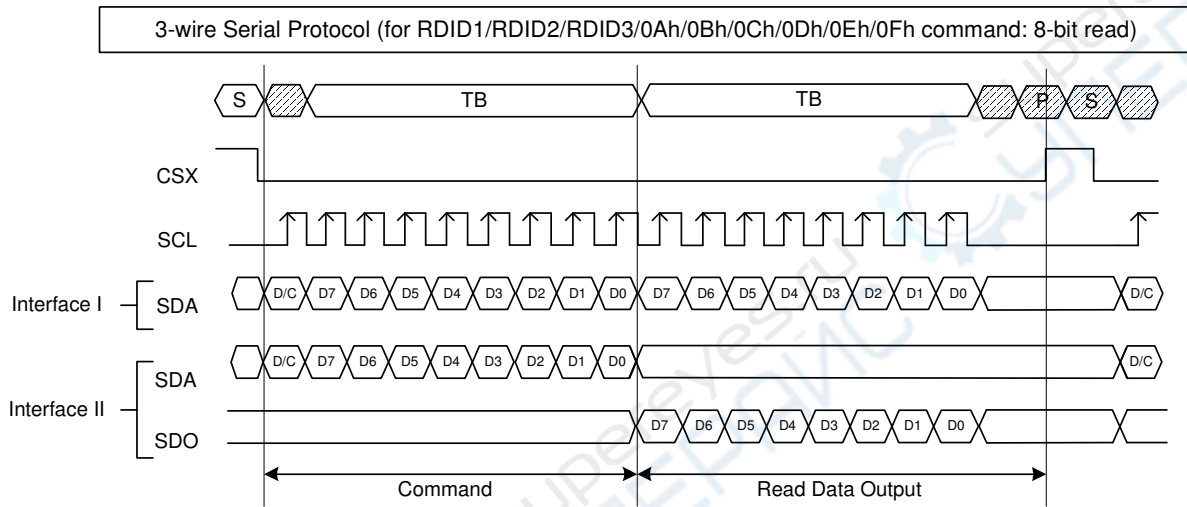 3-wire Serial Protocol (for RDID1/RDID2/RDID3/0Ah/0Bh/0Ch/0Dh/0Eh/0Fh command: 8-bit read)
S TB TB P S
CSX
SCL
Interface I SDA D/C D7 D6 D5 D4 D3 D2 D1 D0 D7 D6 D5 D4 D3 D2 D1 D0 D/C
SDA D/C D7 D6 D5 D4 D3 D2 D1 D0 D/C
Interface II
SDO D7 D6 D5 D4 D3 D2 D1 D0
Command Read Data Output